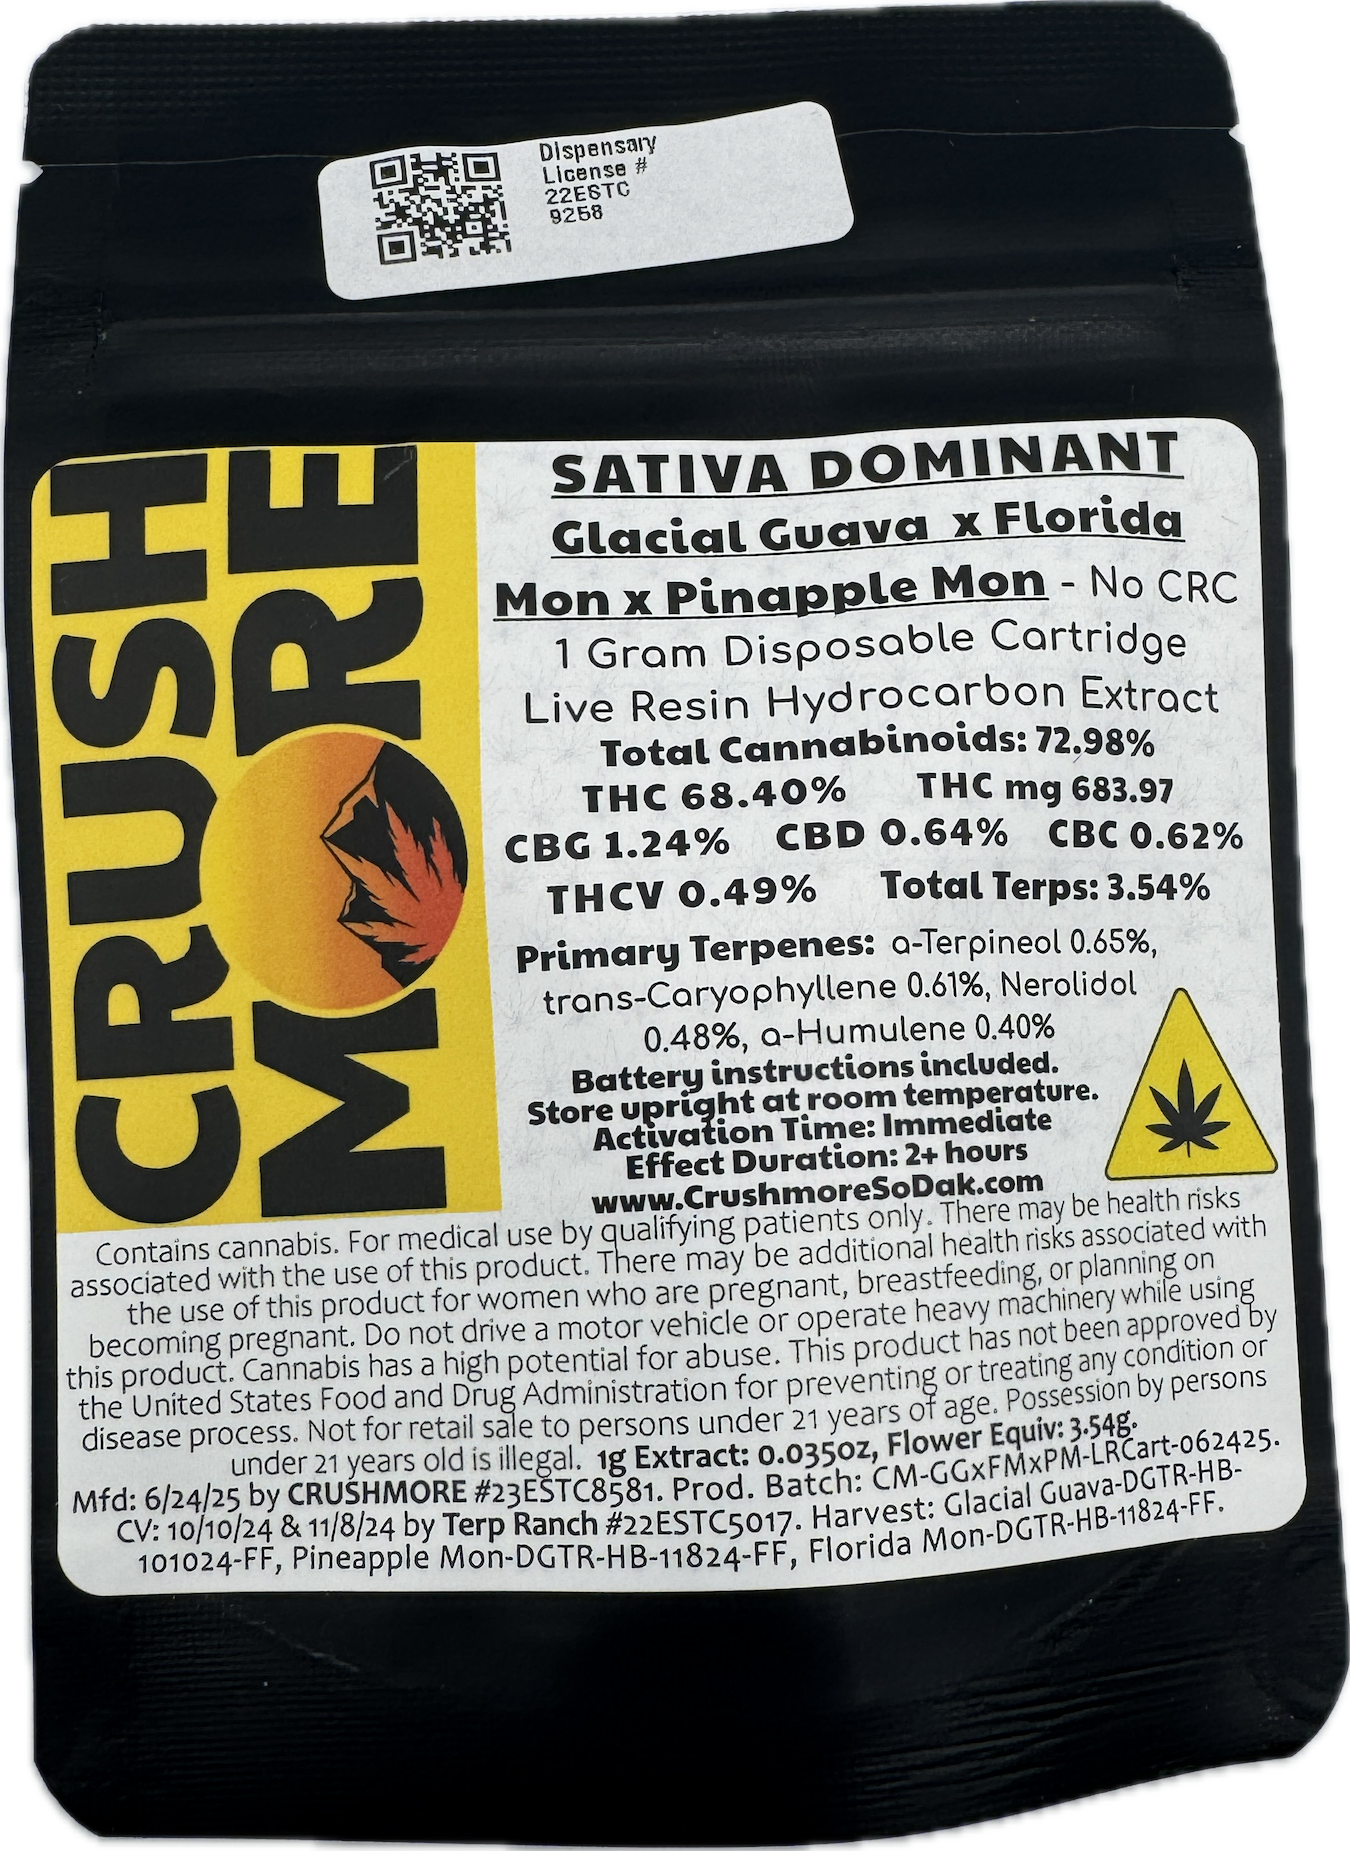 Dispensary
License #
22ESTC
9258
CRUSH
MORE
SATIVA DOMINANT
Glacial Guava x Florida
Mon x Pinapple Mon - No CRC
1 Gram Disposable Cartridge
Live Resin Hydrocarbon Extract
Total Cannabinoids: 72.98%
THC 68.40% THC mg 683.97
CBG 1.24% CBD 0.64% CBC 0.62%
THCV 0.49% Total Terps: 3.54%
Primary Terpenes: α-Terpineol 0.65%,
trans-Caryophyllene 0.61%, Nerolidol
0.48%, α-Humulene 0.40%
Battery instructions included.
Store upright at room temperature.
Activation Time: Immediate
Effect Duration: 2+ hours
www.CrushmoreSoDak.com
Contains cannabis. For medical use by qualifying patients only. There may be health risks
associated with the use of this product. There may be additional health risks associated with
the use of this product for women who are pregnant, breastfeeding, or planning on
becoming pregnant. Do not drive a motor vehicle or operate heavy machinery while using
this product. Cannabis has a high potential for abuse. This product has not been approved by
the United States Food and Drug Administration for preventing or treating any condition or
disease process. Not for retail sale to persons under 21 years of age. Possession by persons
under 21 years old is illegal. 1g Extract: 0.035oz, Flower Equiv: 3.54g.
Mfd: 6/24/25 by CRUSHMORE #23ESTC8581. Prod. Batch: CM-GGxFMxPM-LRCart-062425.
CV: 10/10/24 & 11/8/24 by Terp Ranch #22ESTC5017. Harvest: Glacial Guava-DGTR-HB-
101024-FF, Pineapple Mon-DGTR-HB-11824-FF, Florida Mon-DGTR-HB-11824-FF.